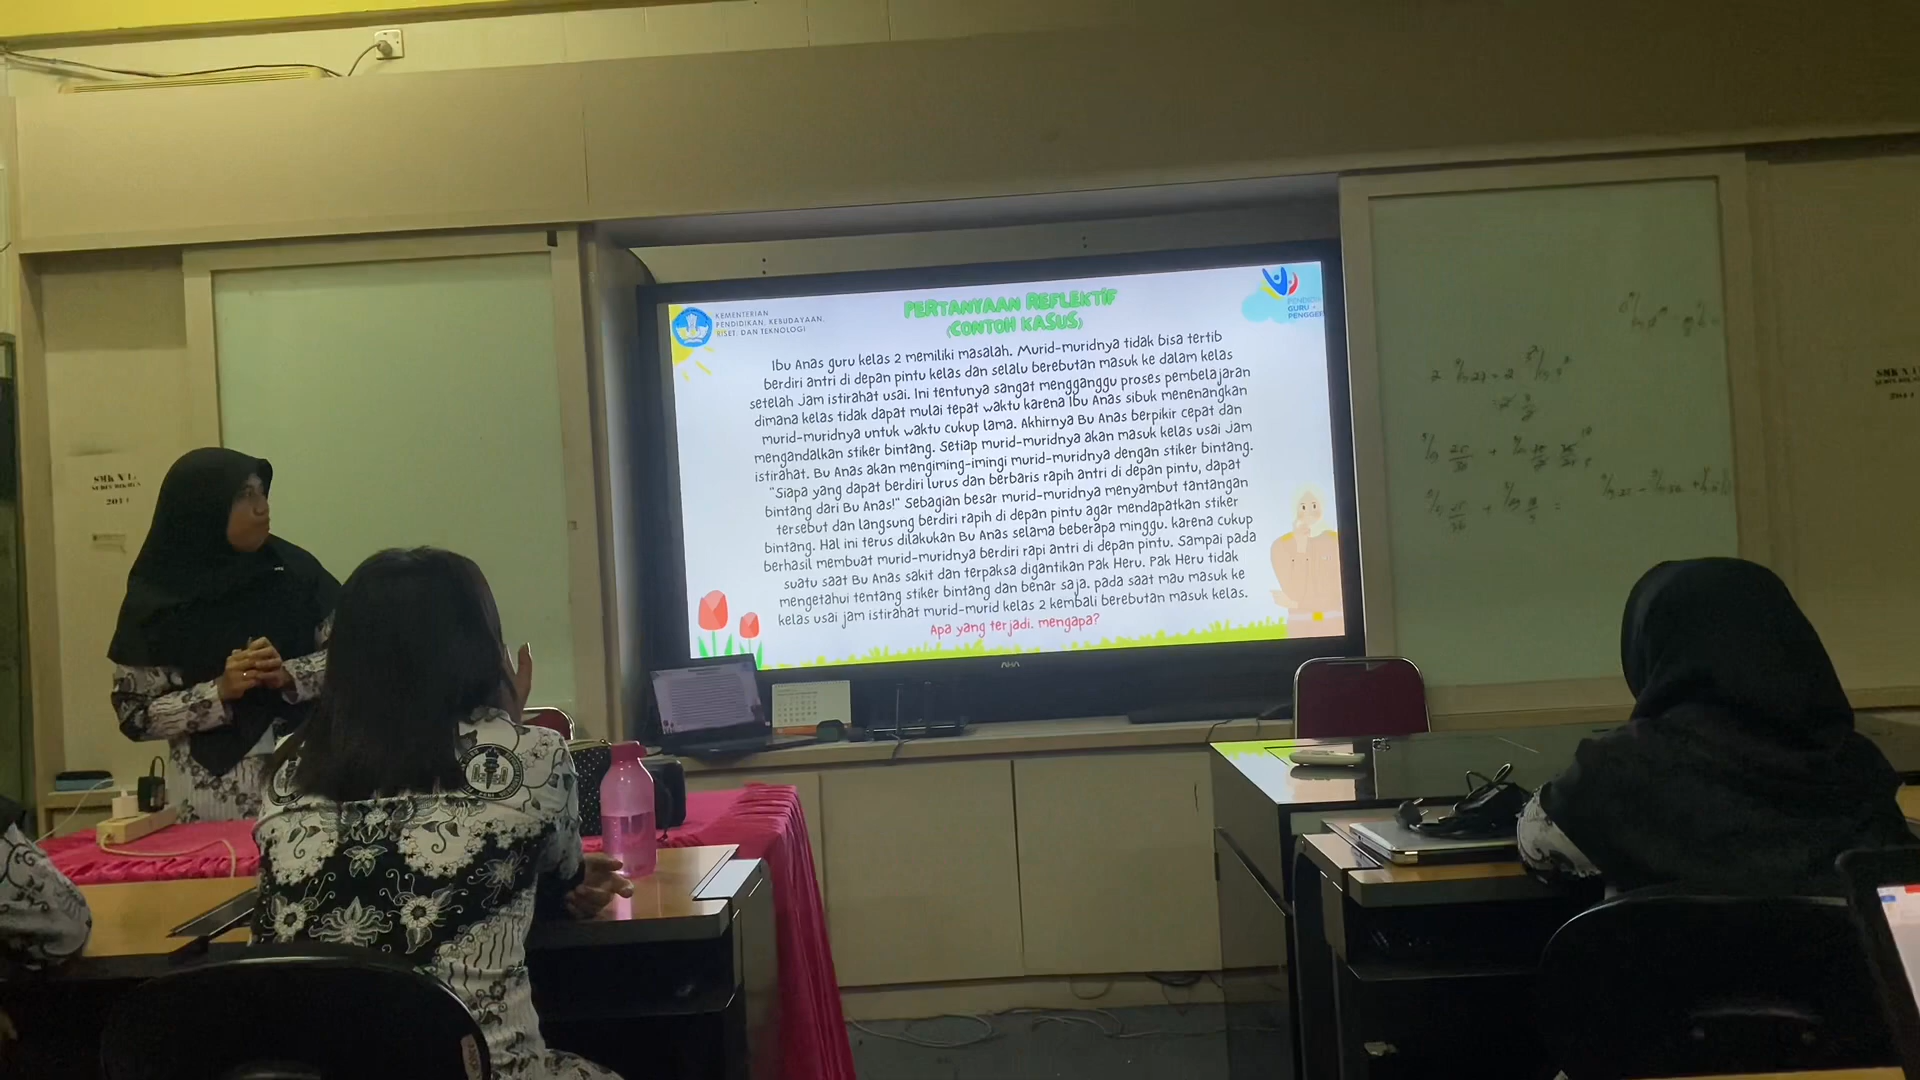 KEMENTERIAN
PENDIDIKAN, KEBUDAYAAN,
RISET, DAN TEKNOLOGI
PERTANYAAN REFLEKTIF
(CONTOH KASUS)
PENDIDIK
GURU
PENGGER
Ibu Anas guru kelas 2 memiliki masalah. Murid-muridnya tidak bisa tertib
berdiri antri di depan pintu kelas dan selalu berebutan masuk ke dalam kelas
setelah jam istirahat usai. Ini tentunya sangat mengganggu proses pembelajaran
dimana kelas tidak dapat mulai tepat waktu karena Ibu Anas sibuk menenangkan
murid-muridnya untuk waktu cukup lama. Akhirnya Bu Anas berpikir cepat dan
mengandalkan stiker bintang. Setiap murid-muridnya akan masuk kelas usai jam
istirahat. Bu Anas akan mengiming-imingi murid-muridnya dengan stiker bintang.
"Siapa yang dapat berdiri lurus dan berbaris rapih antri di depan pintu, dapat
bintang dari Bu Anas!" Sebagian besar murid-muridnya menyambut tantangan
tersebut dan langsung berdiri rapih di depan pintu agar mendapatkan stiker
bintang. Hal ini terus dilakukan Bu Anas selama beberapa minggu. karena cukup
berhasil membuat murid-muridnya berdiri rapi antri di depan pintu. Sampai pada
suatu saat Bu Anas sakit dan terpaksa digantikan Pak Heru. Pak Heru tidak
mengetahui tentang stiker bintang dan benar saja. pada saat mau masuk ke
kelas usai jam istirahat murid-murid kelas 2 kembali berebutan masuk kelas.
Apa yang terjadi. mengapa?
AHA
SMK N 1
2011
SMK N 1
2011